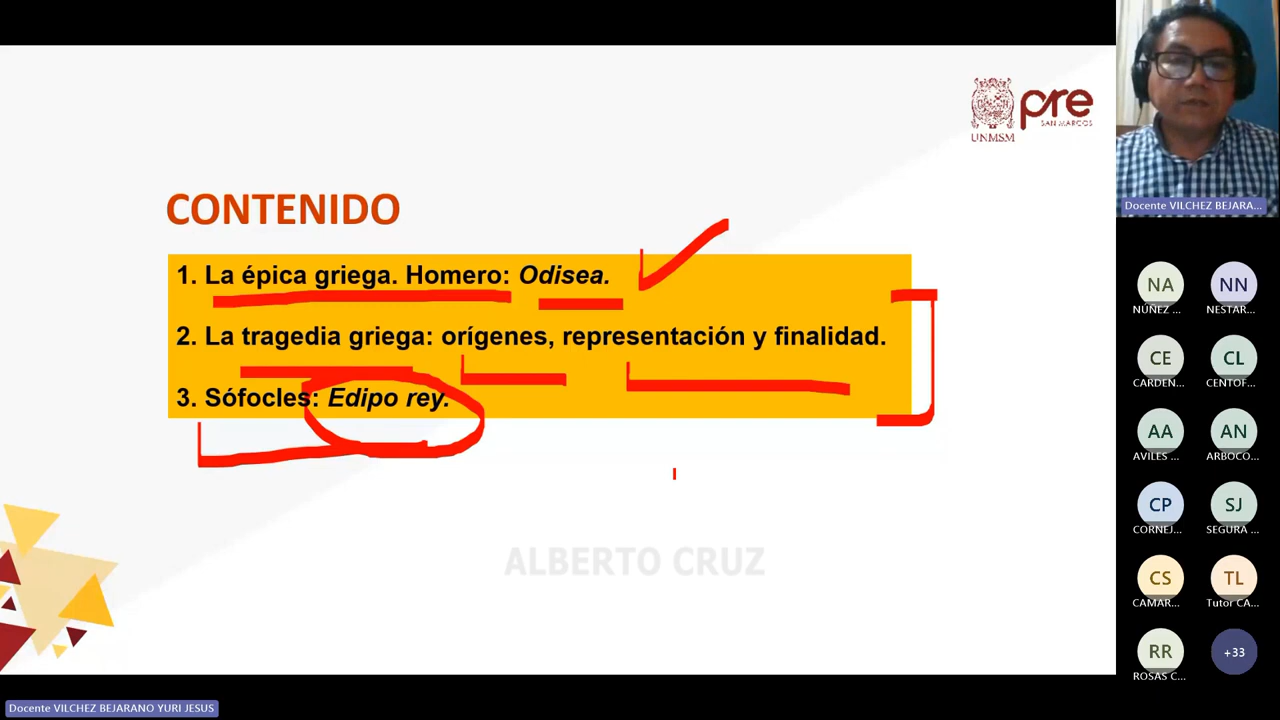 pre
SAN MARCOS
UNMSM
CONTENIDO
1. La épica griega. Homero: Odisea.
2. La tragedia griega: orígenes, representación y finalidad.
3. Sófocles: Edipo rey.
ALBERTO CRUZ
Docente VILCHEZ BEJARA...
NA
NN
NÚÑEZ ...
NESTAR...
CE
CL
CARDEN...
CENTOF...
AA
AN
AVILES ...
ARBOCO...
CP
SJ
CORNEJ...
SEGURA ...
CS
TL
CAMAR...
Tutor CA...
RR
+33
ROSAS C...
Docente VILCHEZ BEJARANO YURI JESUS